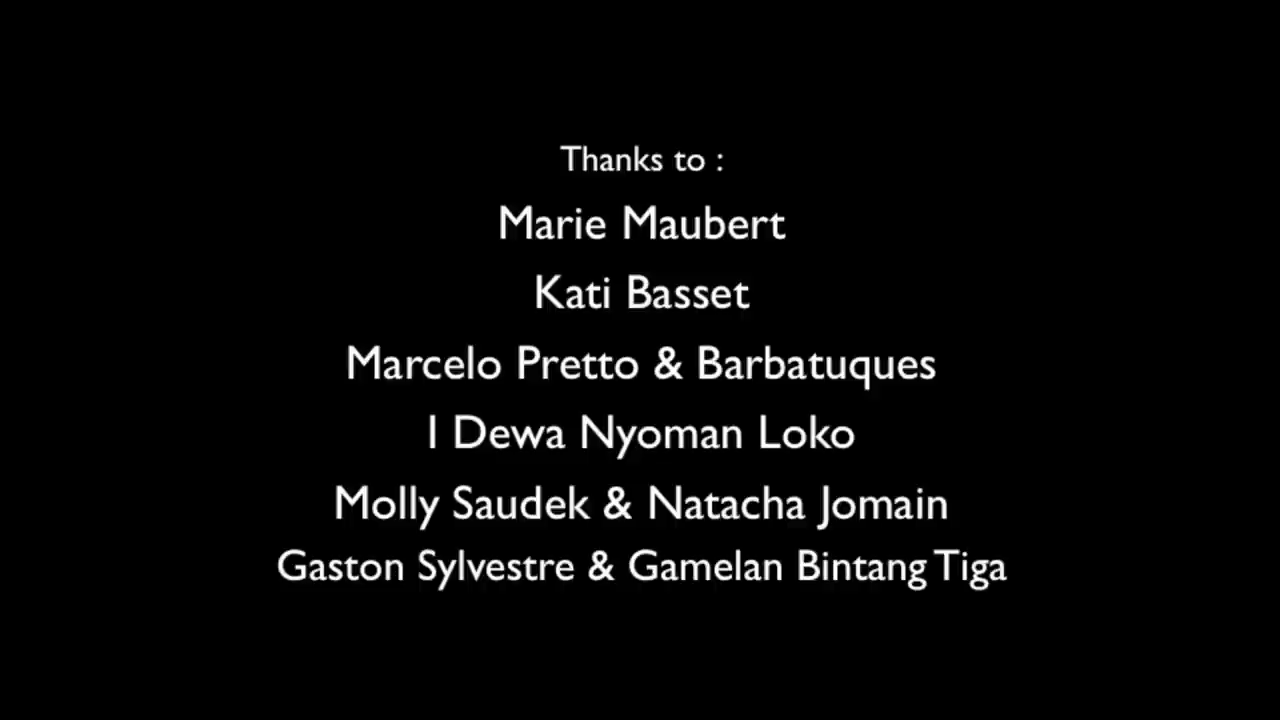 Thanks to :
Marie Maubert
Kati Basset
Marcelo Pretto & Barbatuques
I Dewa Nyoman Loko
Molly Saudek & Natacha Jomain
Gaston Sylvestre & Gamelan Bintang Tiga